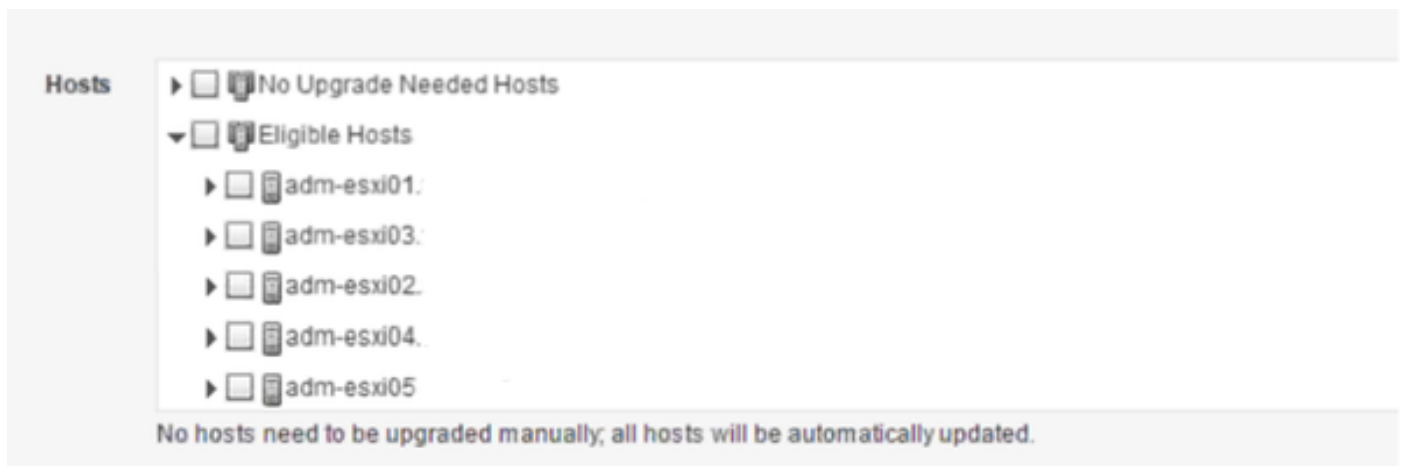 Hosts
No Upgrade Needed Hosts
Eligible Hosts
adm-esxi01.
adm-esxi03.
adm-esxi02.
adm-esxi04.
adm-esxi05
No hosts need to be upgraded manually; all hosts will be automatically updated.